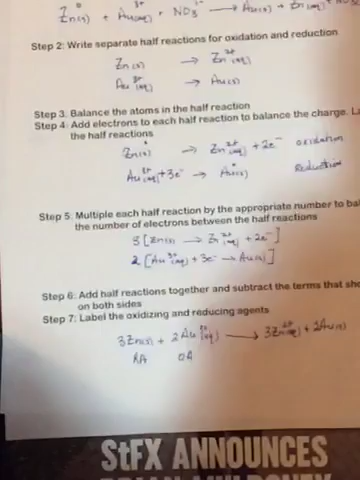 Zn(s) + Au³⁺(aq) + NO₃⁻ → Au(s) + Zn
Step 2: Write separate half reactions for oxidation and reduction
Zn(s) → Zn²⁺(aq)
Au³⁺(aq) → Au(s)
Step 3: Balance the atoms in the half reaction
Step 4: Add electrons to each half reaction to balance the charge.
the half reactions
Zn(s) → Zn²⁺(aq) + 2e⁻ oxidation
Au³⁺(aq) + 3e⁻ → Au(s) Reduction
Step 5: Multiple each half reaction by the appropriate number to
the number of electrons between the half reactions
3[Zn(s) → Zn²⁺(aq) + 2e⁻]
2[Au³⁺(aq) + 3e⁻ → Au(s)]
Step 6: Add half reactions together and subtract the terms that
on both sides
Step 7: Label the oxidizing and reducing agents
3Zn(s) + 2Au³⁺(aq) → 3Zn²⁺(aq) + 2Au(s)
RA OA
StFX ANNOUNCES